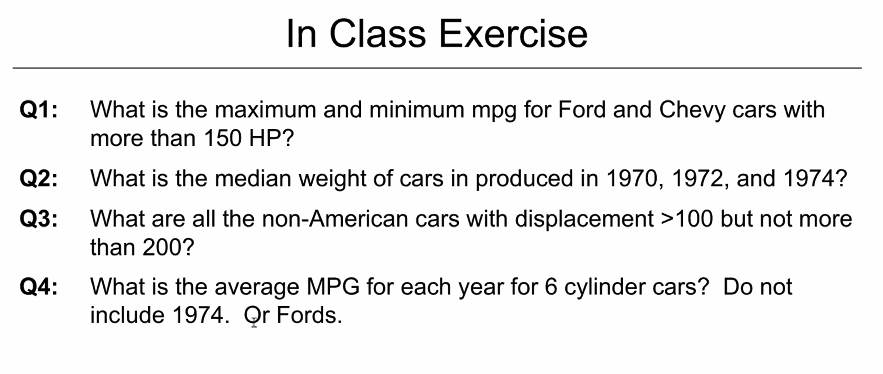 In Class Exercise
Q1: What is the maximum and minimum mpg for Ford and Chevy cars with
more than 150 HP?
Q2: What is the median weight of cars in produced in 1970, 1972, and 1974?
Q3: What are all the non-American cars with displacement >100 but not more
than 200?
Q4: What is the average MPG for each year for 6 cylinder cars? Do not
include 1974. Or Fords.